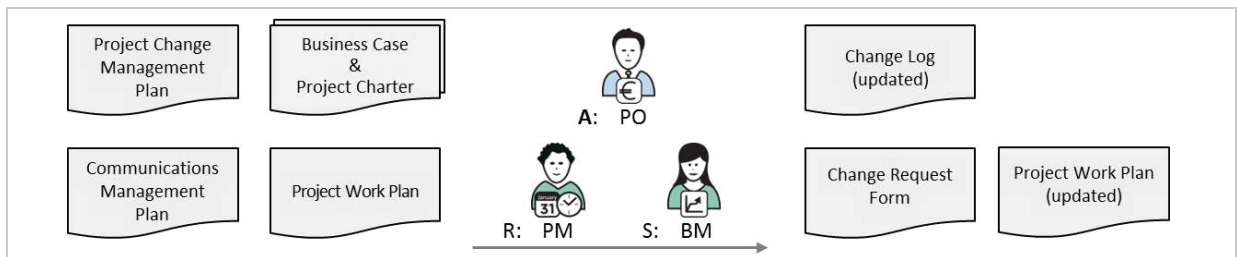 Project Change
Management
Plan
Business Case
&
Project Charter
€
A: PO
Change Log
(updated)
Communications
Management
Plan
Project Work Plan
January
31
R: PM
S: BM
Change Request
Form
Project Work Plan
(updated)